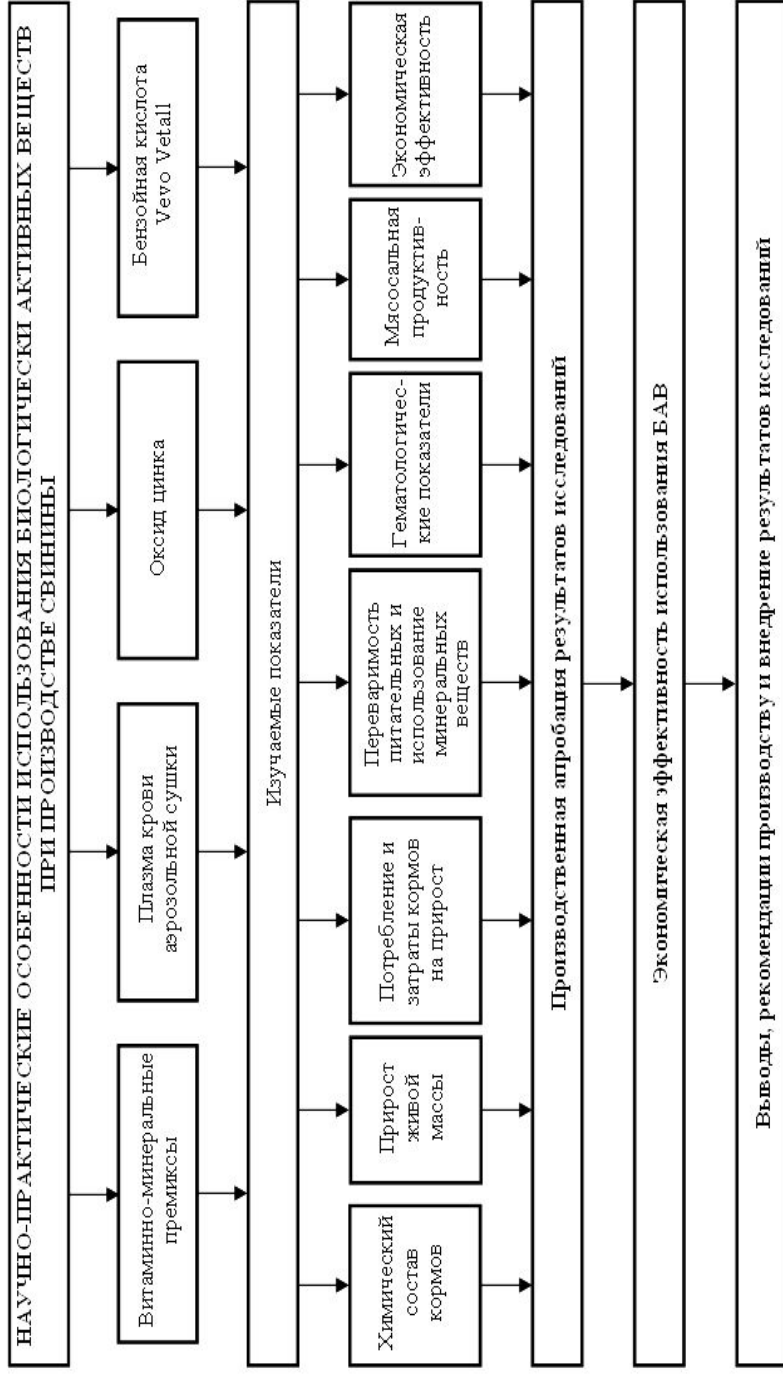 НАУЧНО-ПРАКТИЧЕСКИЕ ОСОБЕННОСТИ ИСПОЛЬЗОВАНИЯ БИОЛОГИЧЕСКИ АКТИВНЫХ ВЕЩЕСТВ
ПРИ ПРОИЗВОДСТВЕ СВИНИНЫ
Витаминно-минеральные
премиксы
Плазма крови
аэрозольной сушки
Оксид цинка
Бензойная кислота
Vevo Vetall
Изучаемые показатели
Химический
состав
кормов
Прирост
живой
массы
Потребление и
затраты кормов
на прирост
Переваримость
питательных и
использование
минеральных
веществ
Гематологичес-
кие показатели
Мясосальная
продуктив-
ность
Экономическая
эффективность
Производственная апробация результатов исследований
Экономическая эффективность использования БАВ
Выводы, рекомендации производству и внедрение результатов исследований